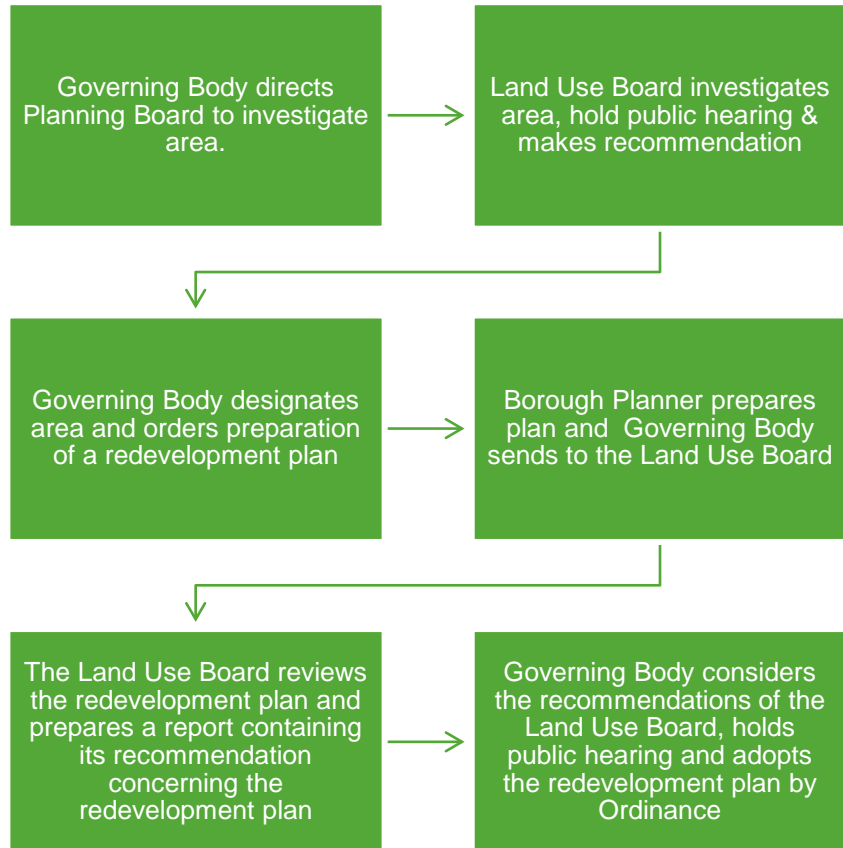 Governing Body directs
Planning Board to investigate
area.
Land Use Board investigates
area, hold public hearing &
makes recommendation
Governing Body designates
area and orders preparation
of a redevelopment plan
Borough Planner prepares
plan and  Governing Body
sends to the Land Use Board
The Land Use Board reviews
the redevelopment plan and
prepares a report containing
its recommendation
concerning the
redevelopment plan
Governing Body considers
the recommendations of the
Land Use Board, holds
public hearing and adopts
the redevelopment plan by
Ordinance